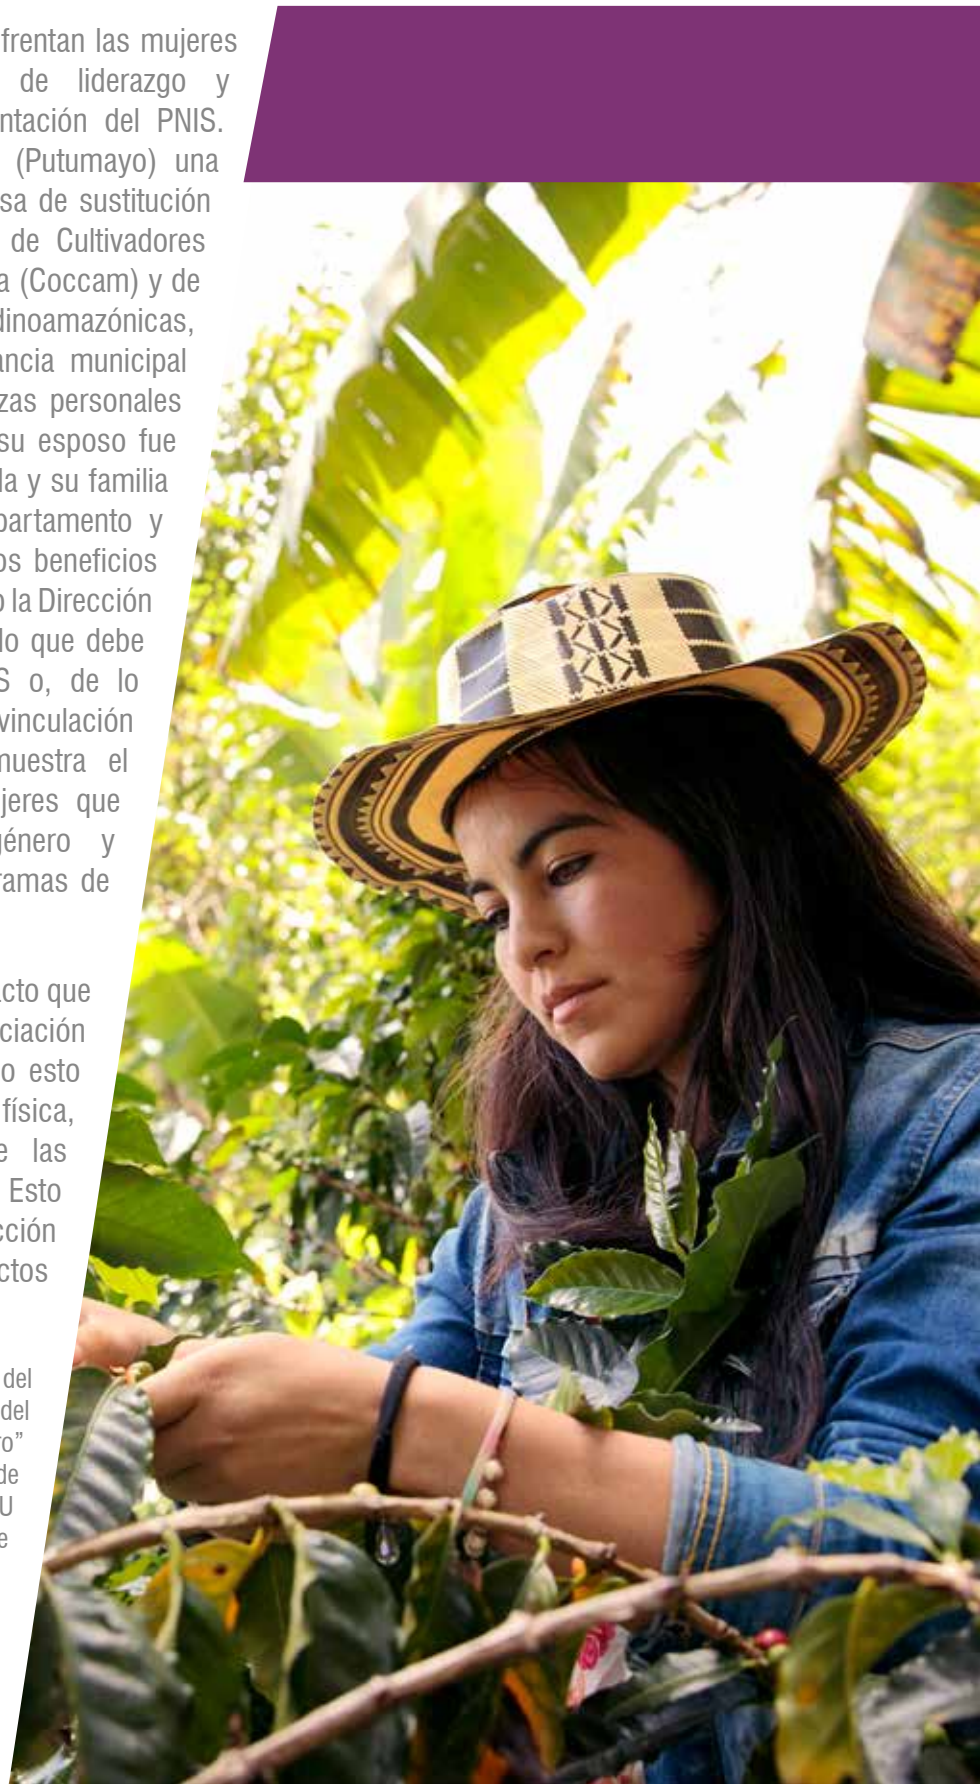 frentan las mujeres
de liderazgo y
ntación del PNIS.
(Putumayo) una
sa de sustitución
de Cultivadores
a (Coccam) y de
dinoamazónicas,
ancia municipal
zas personales
su esposo fue
la y su familia
partamento y
os beneficios
o la Dirección
lo que debe
S o, de lo
vinculación
muestra el
jeres que
género y
ramas de
acto que
ciación
o esto
física,
e las
Esto
cción
ctos
del
del
ro”
de
U
e